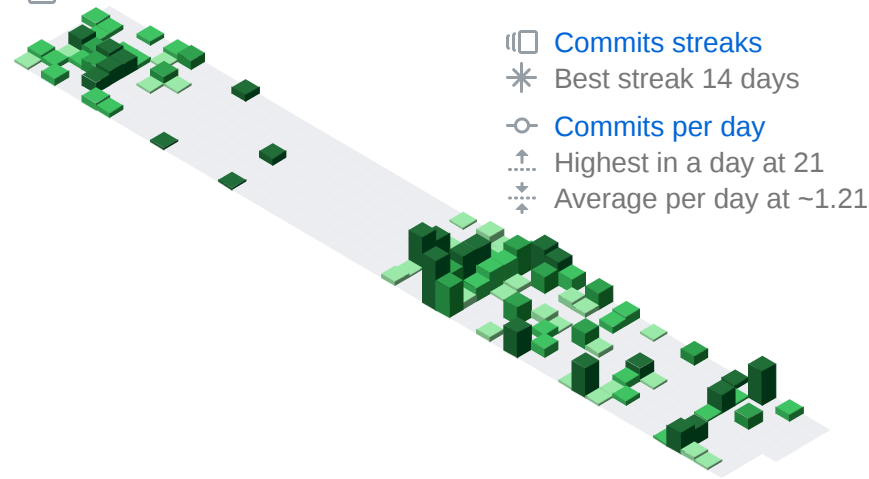 Commits streaks
Best streak 14 days
Commits per day
Highest in a day at 21
Average per day at ~1.21